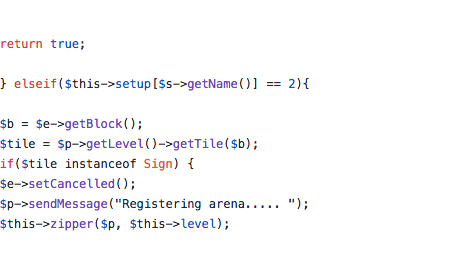 return true;
} elseif($this->setup[$s->getName()] == 2){
$b = $e->getBlock();
$tile = $p->getLevel()->getTile($b);
if($tile instanceof Sign) {
$e->setCancelled();
$p->sendMessage("Registering arena..... ");
$this->zipper($p, $this->level);